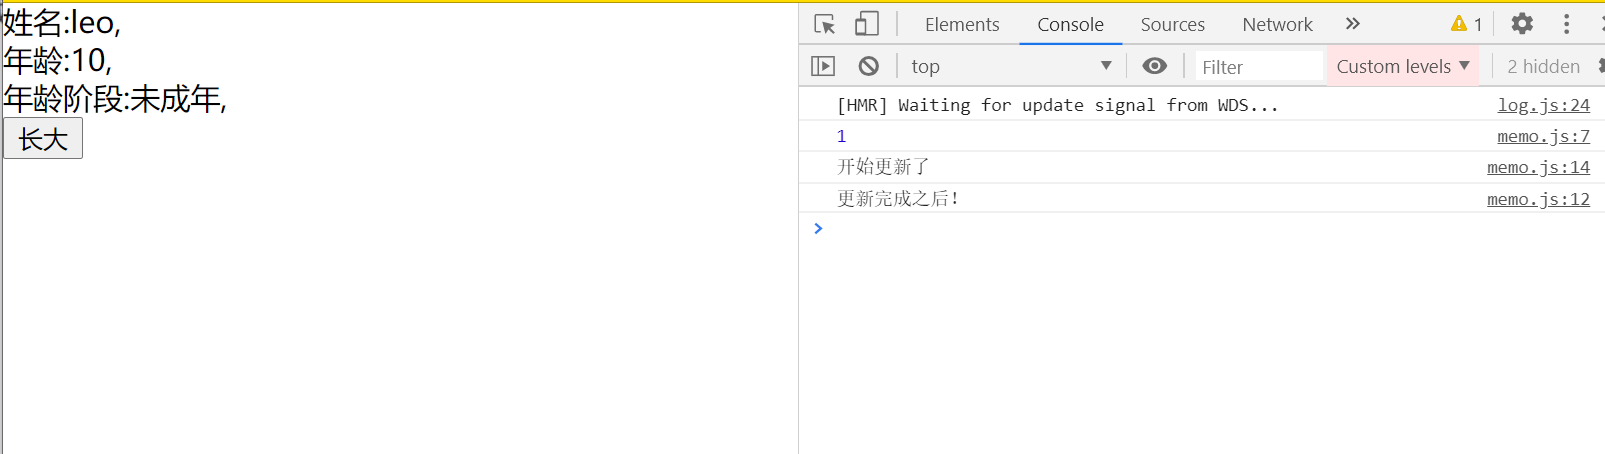 姓名:leo,
年龄:10,
年龄阶段:未成年,
长大
Elements Console Sources Network 1
top Filter Custom levels 2 hidden
[HMR] Waiting for update signal from WDS... log.js:24
1 memo.js:7
开始更新了 memo.js:14
更新完成之后! memo.js:12